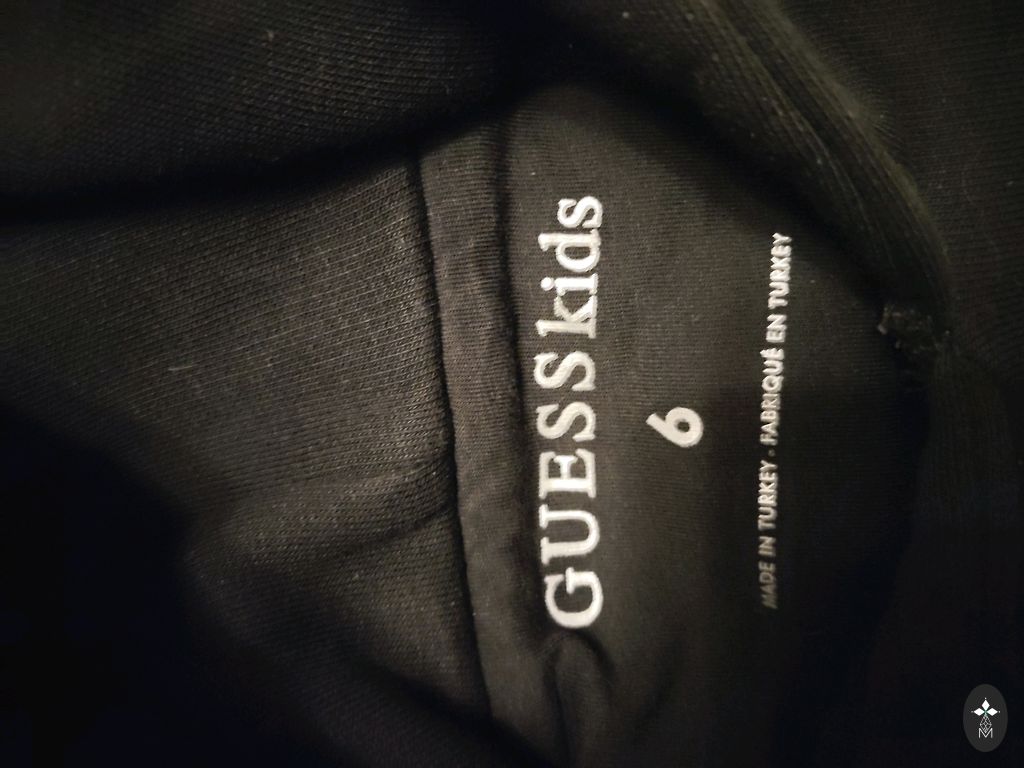 GUESS kids
6
MADE IN TURKEY · FABRIQUÉ EN TURKEY